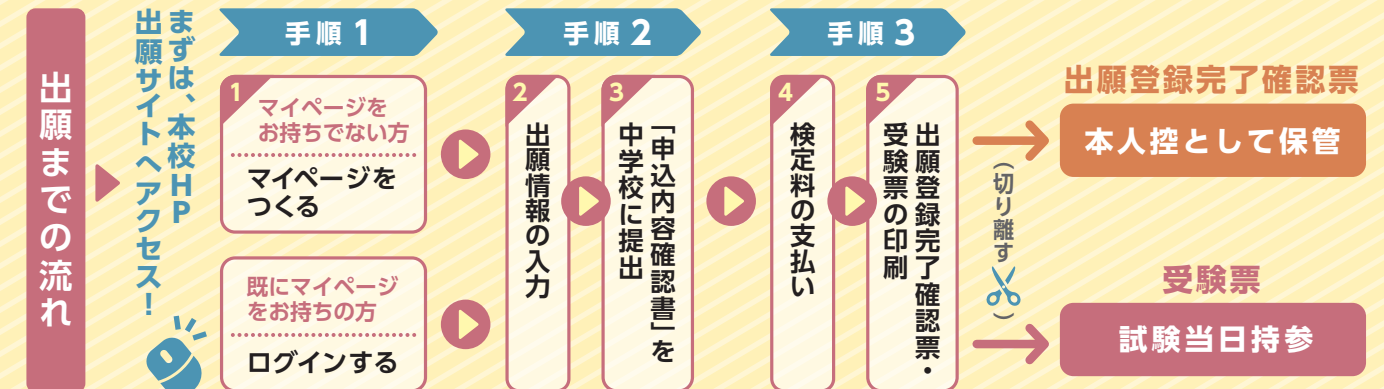 出願までの流れ
まずは、本校HP
出願サイトへアクセス！
手順 1
1
マイページを
お持ちでない方
マイページを
つくる
既にマイページ
をお持ちの方
ログインする
手順 2
2
出願情報の入力
3
「申込内容確認書」を
中学校に提出
手順 3
4
検定料の支払い
5
出願登録完了確認票・
受験票の印刷
（切り離す）
出願登録完了確認票
本人控として保管
受験票
試験当日持参